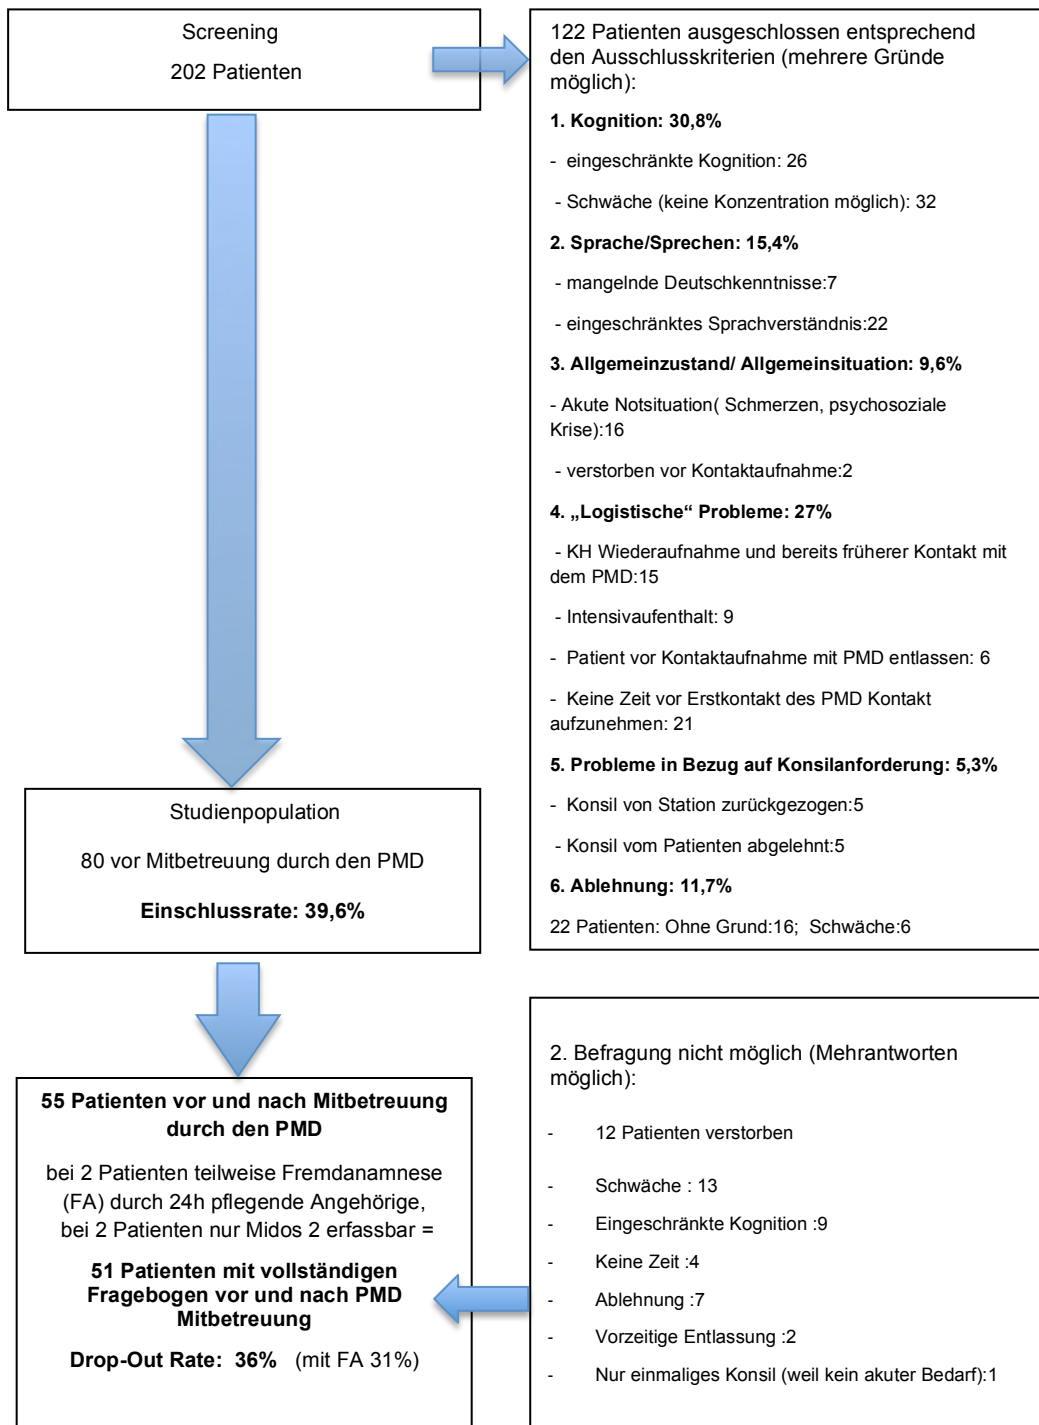 Screening
202 Patienten
122 Patienten ausgeschlossen entsprechend
den Ausschlusskriterien (mehrere Gründe
möglich):
1. Kognition: 30,8%
- eingeschränkte Kognition: 26
- Schwäche (keine Konzentration möglich): 32
2. Sprache/Sprechen: 15,4%
- mangelnde Deutschkenntnisse:7
- eingeschränktes Sprachverständnis:22
3. Allgemeinzustand/ Allgemeinsituation: 9,6%
- Akute Notsituation( Schmerzen, psychosoziale
Krise):16
- verstorben vor Kontaktaufnahme:2
4. „Logistische“ Probleme: 27%
- KH Wiederaufnahme und bereits früherer Kontakt mit
dem PMD:15
- Intensivaufenthalt: 9
- Patient vor Kontaktaufnahme mit PMD entlassen: 6
- Keine Zeit vor Erstkontakt des PMD Kontakt
aufzunehmen: 21
5. Probleme in Bezug auf Konsilanforderung: 5,3%
- Konsil von Station zurückgezogen:5
- Konsil vom Patienten abgelehnt:5
6. Ablehnung: 11,7%
22 Patienten: Ohne Grund:16; Schwäche:6
Studienpopulation
80 vor Mitbetreuung durch den PMD
Einschlussrate: 39,6%
55 Patienten vor und nach Mitbetreuung
durch den PMD
bei 2 Patienten teilweise Fremdanamnese
(FA) durch 24h pflegende Angehörige,
bei 2 Patienten nur Midos 2 erfassbar =
51 Patienten mit vollständigen
Fragebogen vor und nach PMD
Mitbetreuung
Drop-Out Rate: 36% (mit FA 31%)
2. Befragung nicht möglich (Mehrantworten
möglich):
- 12 Patienten verstorben
- Schwäche : 13
- Eingeschränkte Kognition :9
- Keine Zeit :4
- Ablehnung :7
- Vorzeitige Entlassung :2
- Nur einmaliges Konsil (weil kein akuter Bedarf):1